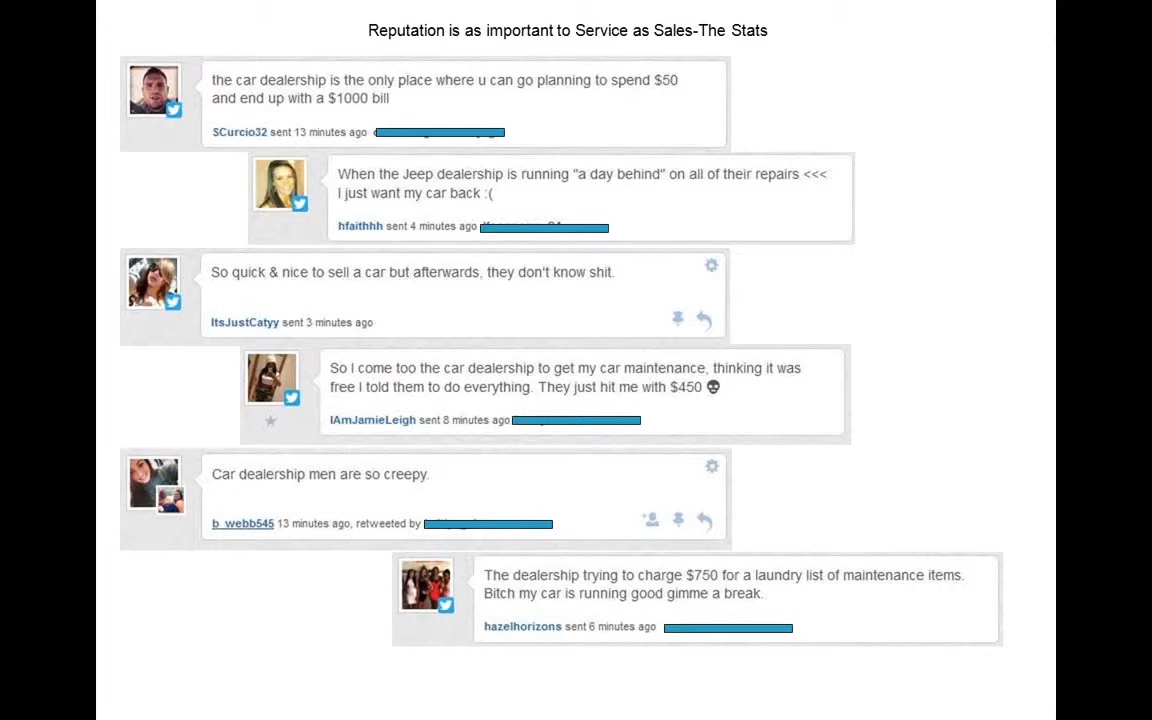 Reputation is as important to Service as Sales-The Stats
the car dealership is the only place where u can go planning to spend $50
and end up with a $1000 bill
SCurcio32 sent 13 minutes ago
When the Jeep dealership is running "a day behind" on all of their repairs <<<
I just want my car back :(
hfaithhh sent 4 minutes ago
So quick & nice to sell a car but afterwards, they don't know shit.
ItsJustCatyy sent 3 minutes ago
So I come too the car dealership to get my car maintenance, thinking it was
free I told them to do everything. They just hit me with $450 💀
IAmJamieLeigh sent 8 minutes ago
Car dealership men are so creepy.
b_webb545 13 minutes ago, retweeted by
The dealership trying to charge $750 for a laundry list of maintenance items.
Bitch my car is running good gimme a break.
hazelhorizons sent 6 minutes ago